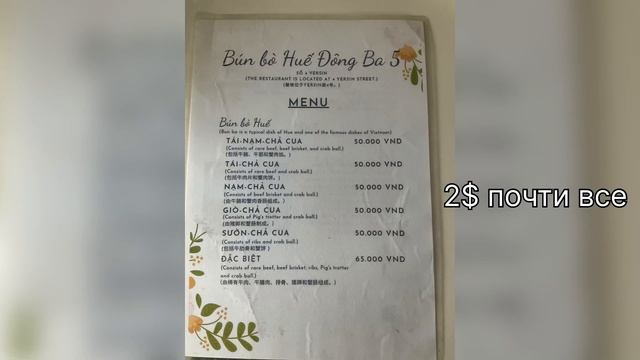 Bún bò Huế Đông Ba 5
SỐ 4 YERSIN
(THE RESTAURANT IS LOCATED AT 4 YERSIN STREET.)
MENU
Bún bò Huế
(Bun bo is a typical dish of Hue and one of the famous dishes of Vietnam)
TÁI-NẠM-CHẢ CUA 50.000 VND
(Consists of rare beef, beef brisket, and crab ball.)
TÁI-CHẢ CUA 50.000 VND
(Consists of rare beef and crab ball.)
NẠM-CHẢ CUA 50.000 VND
(Consists of beef brisket and crab ball.)
GIÒ-CHẢ CUA 50.000 VND
(Consists of Pig's trotter and crab ball.)
SƯỜN-CHẢ CUA 50.000 VND
(Consists of ribs and crab ball.)
ĐẶC BIỆT 65.000 VND
(Consists of rare beef, beef brisket, ribs, Pig's trotter
and crab ball.)
2$ почти все